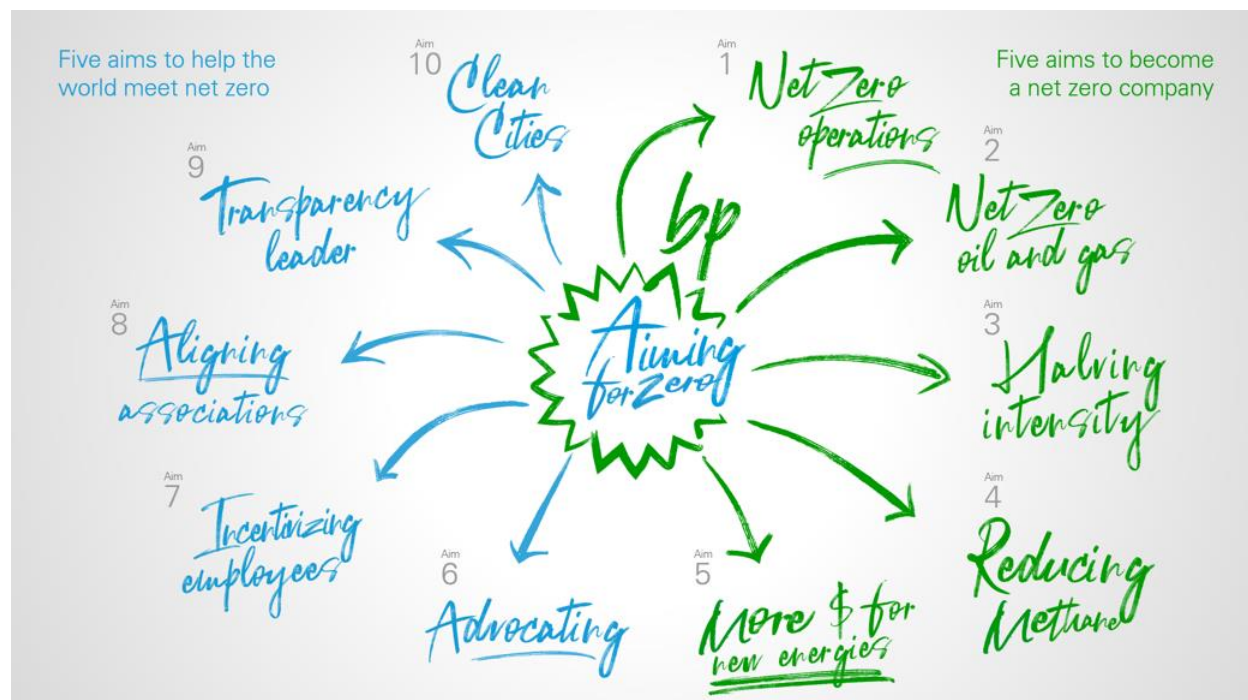 Five aims to help the
world meet net zero
Five aims to become
a net zero company
bp
Aiming
for Zero
Aim
1
Net Zero
operations
Aim
2
Net Zero
oil and gas
Aim
3
Halving
intensity
Aim
4
Reducing
Methane
Aim
5
More $ for
new energies
Aim
6
Advocating
Aim
7
Incentivizing
employees
Aim
8
Aligning
associations
Aim
9
Transparency
leader
Aim
10
Clean
Cities